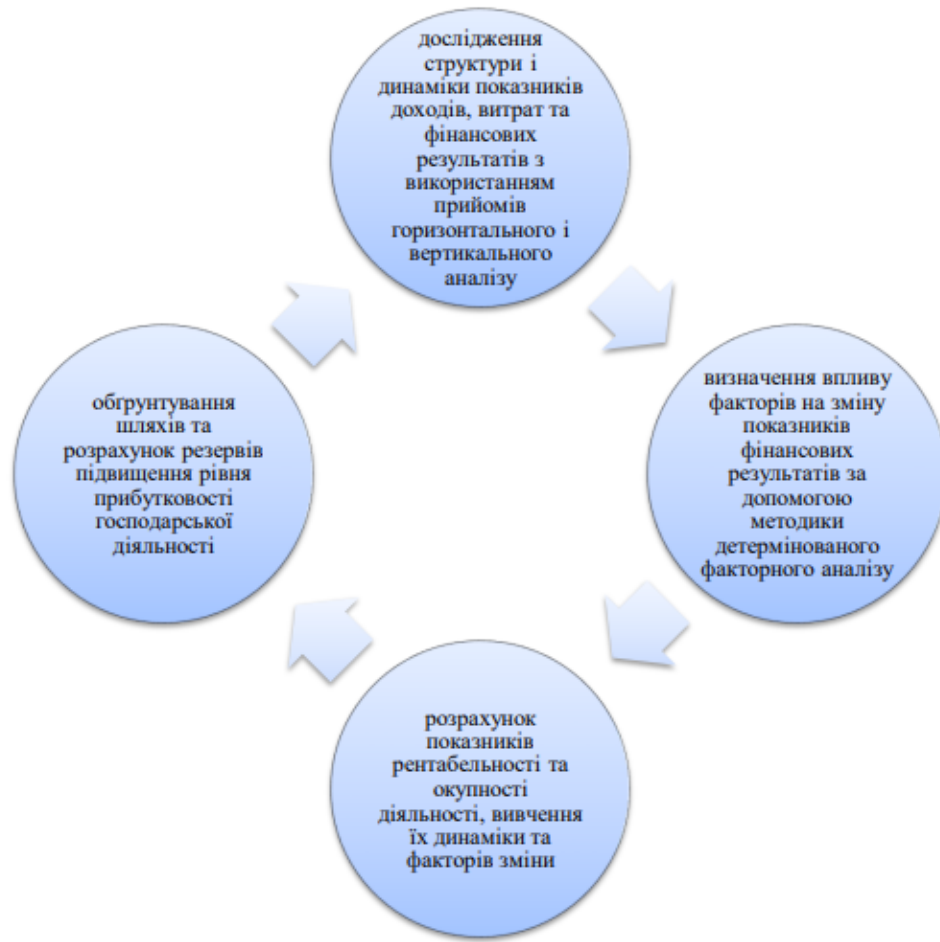 дослідження
структури і
динаміки показників
доходів, витрат та
фінансових
результатів з
використанням
прийомів
горизонтального і
вертикального
аналізу
визначення впливу
факторів на зміну
показників
фінансових
результатів за
допомогою
методики
детермінованого
факторного аналізу
розрахунок
показників
рентабельності та
окупності
діяльності, вивчення
їх динаміки та
факторів зміни
обґрунтування
шляхів та
розрахунок резервів
підвищення рівня
прибутковості
господарської
діяльності